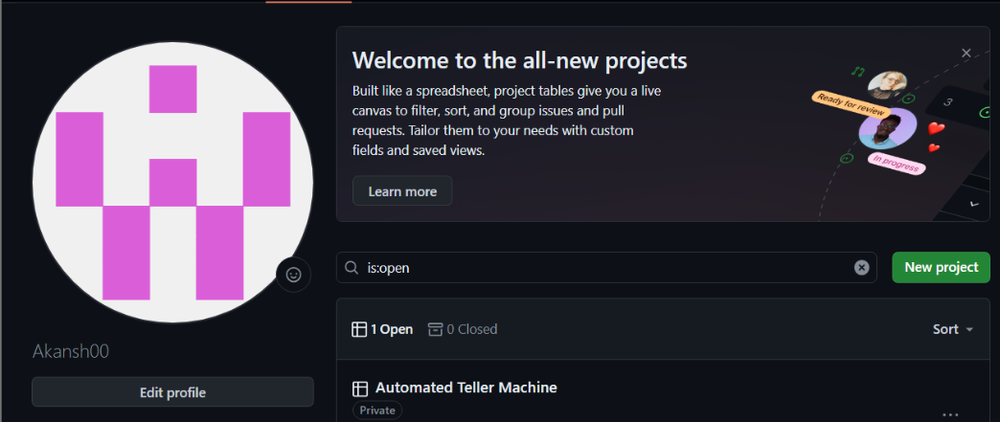 Welcome to the all-new projects
Built like a spreadsheet, project tables give you a live
canvas to filter, sort, and group issues and pull
requests. Tailor them to your needs with custom
fields and saved views.
Learn more
Ready for review
3
In progress
is:open
New project
1 Open
0 Closed
Sort
Automated Teller Machine
Private
Akansh00
Edit profile